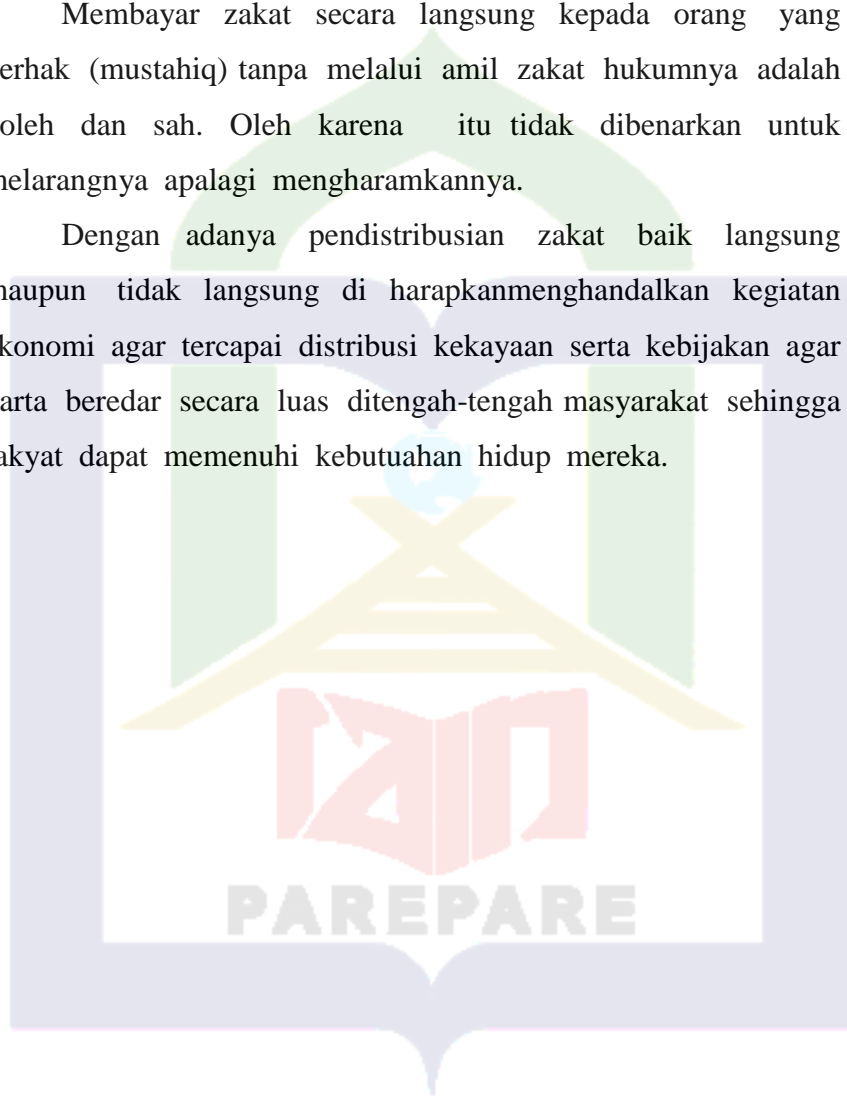 Membayar zakat secara langsung kepada orang yang
erhak (mustahiq) tanpa melalui amil zakat hukumnya adalah
oleh dan sah. Oleh karena itu tidak dibenarkan untuk
nelarangnya apalagi mengharamkannya.
Dengan adanya pendistribusian zakat baik langsung
naupun tidak langsung di harapkanmenghandalkan kegiatan
konomi agar tercapai distribusi kekayaan serta kebijakan agar
arta beredar secara luas ditengah-tengah masyarakat sehingga
akyat dapat memenuhi kebutuahan hidup mereka.
iain
PAREPARE